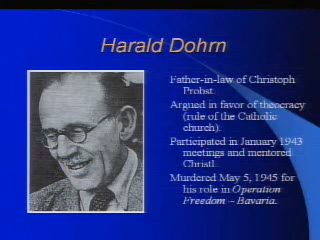 Harald Dohrn
Father-in-law of Christoph
Probst.
Argued in favor of theocracy
(rule of the Catholic
church).
Participated in January 1943
meetings and mentored
Christl.
Murdered May 5, 1945 for
his role in Operation
Freedom – Bavaria.